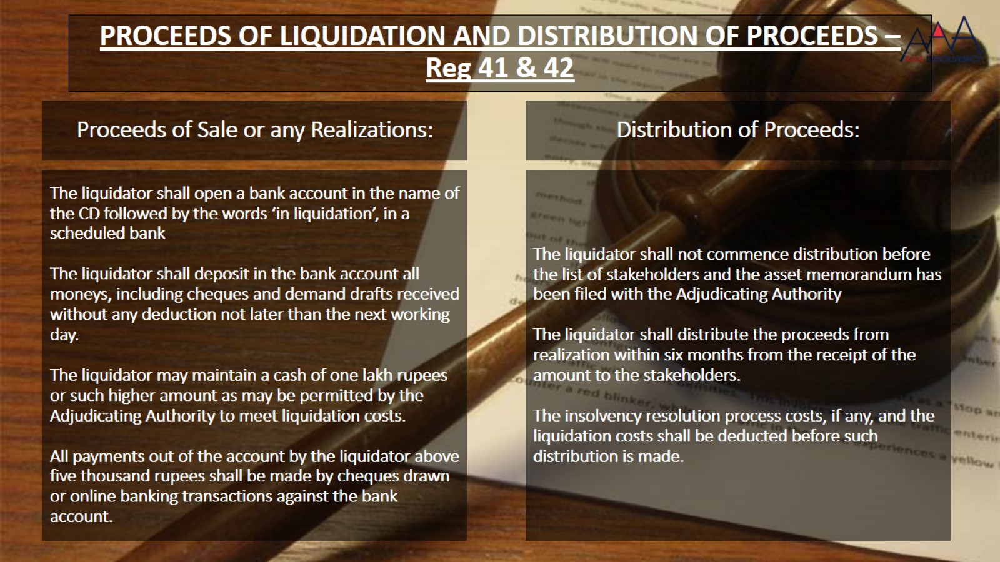 PROCEEDS OF LIQUIDATION AND DISTRIBUTION OF PROCEEDS –
Reg 41 & 42
AAA INSOLVENCY
Proceeds of Sale or any Realizations:
The liquidator shall open a bank account in the name of
the CD followed by the words ‘in liquidation’, in a
scheduled bank
The liquidator shall deposit in the bank account all
moneys, including cheques and demand drafts received
without any deduction not later than the next working
day.
The liquidator may maintain a cash of one lakh rupees
or such higher amount as may be permitted by the
Adjudicating Authority to meet liquidation costs.
All payments out of the account by the liquidator above
five thousand rupees shall be made by cheques drawn
or online banking transactions against the bank
account.
Distribution of Proceeds:
The liquidator shall not commence distribution before
the list of stakeholders and the asset memorandum has
been filed with the Adjudicating Authority
The liquidator shall distribute the proceeds from
realization within six months from the receipt of the
amount to the stakeholders.
The insolvency resolution process costs, if any, and the
liquidation costs shall be deducted before such
distribution is made.